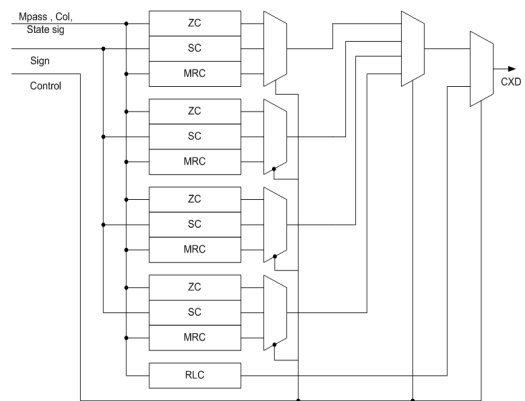 Mpass , Col,
State sig
Sign
Control
ZC
SC
MRC
ZC
SC
MRC
ZC
SC
MRC
ZC
SC
MRC
RLC
CXD